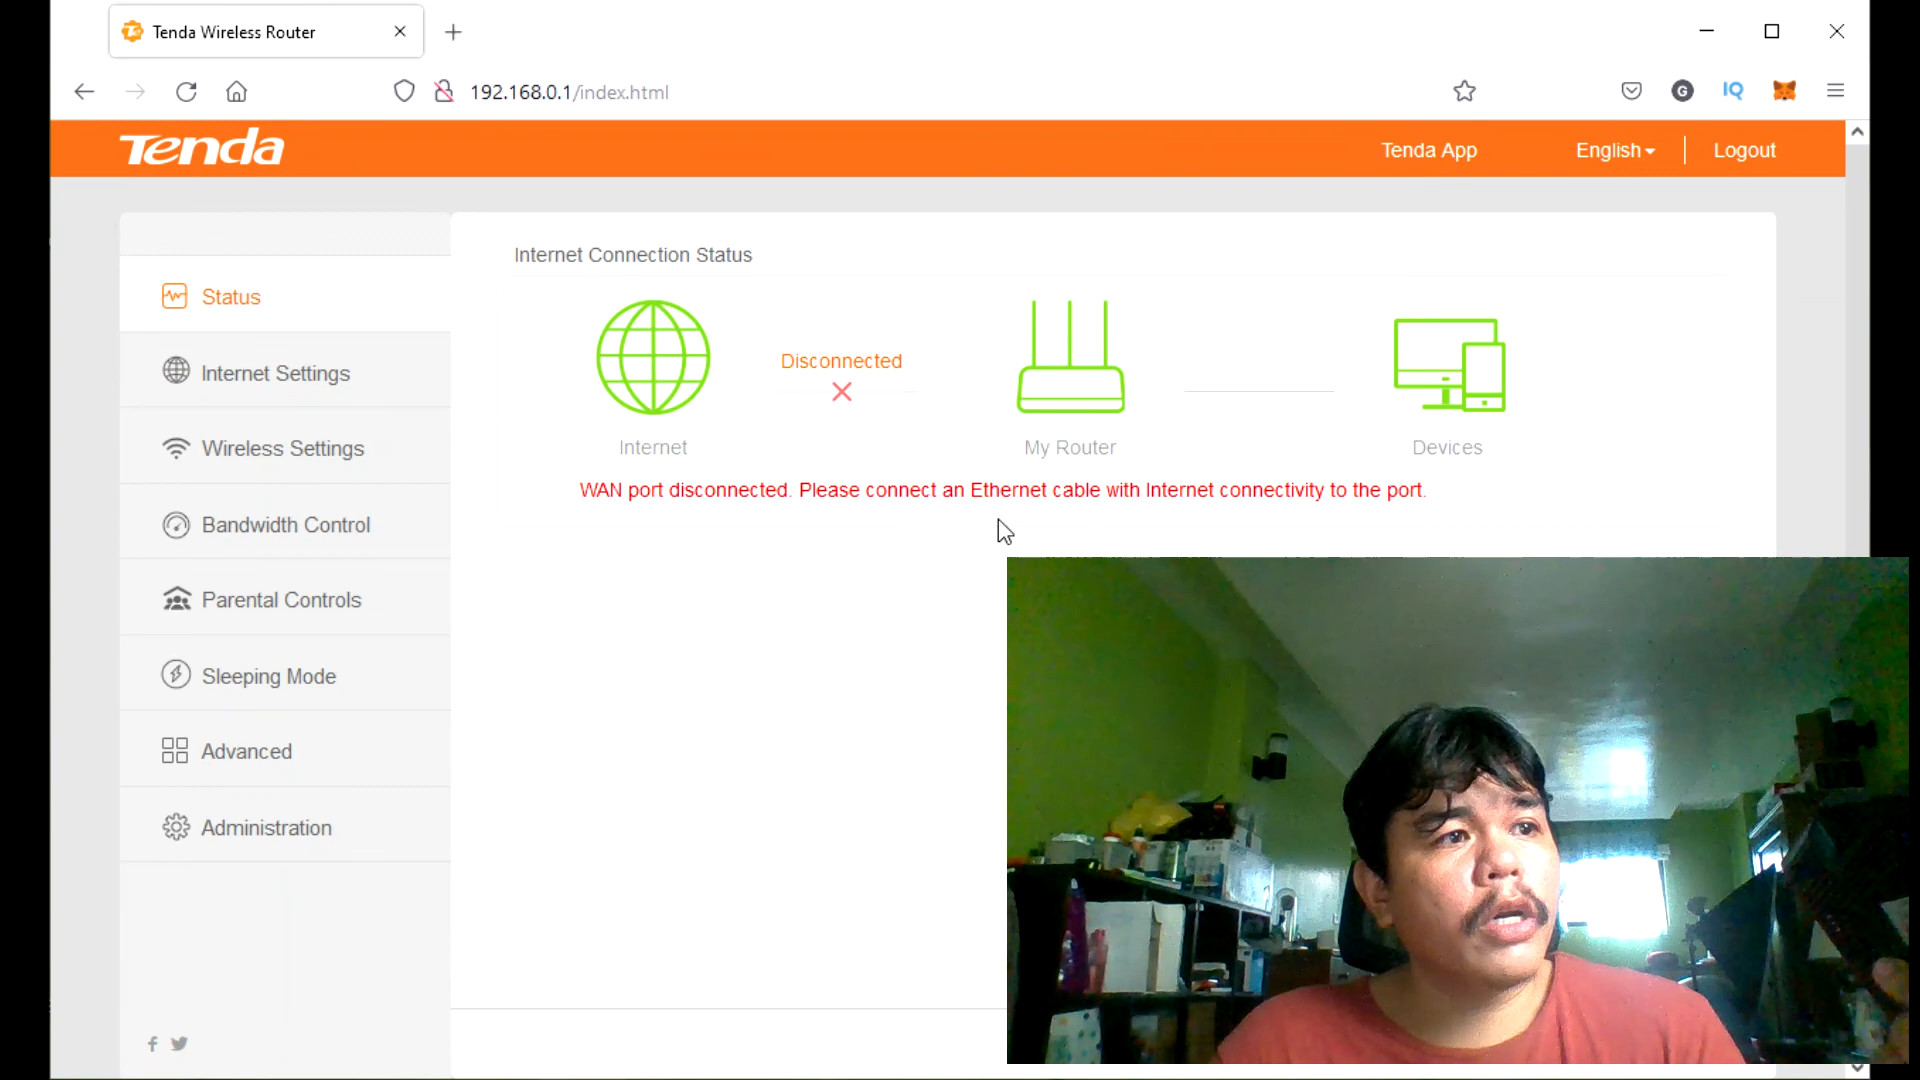 Tenda Wireless Router
192.168.0.1/index.html
G
IQ
Tenda
Tenda App
English
Logout
Status
Internet Settings
Wireless Settings
Bandwidth Control
Parental Controls
Sleeping Mode
Advanced
Administration
Internet Connection Status
Disconnected
Internet
My Router
Devices
WAN port disconnected. Please connect an Ethernet cable with Internet connectivity to the port.